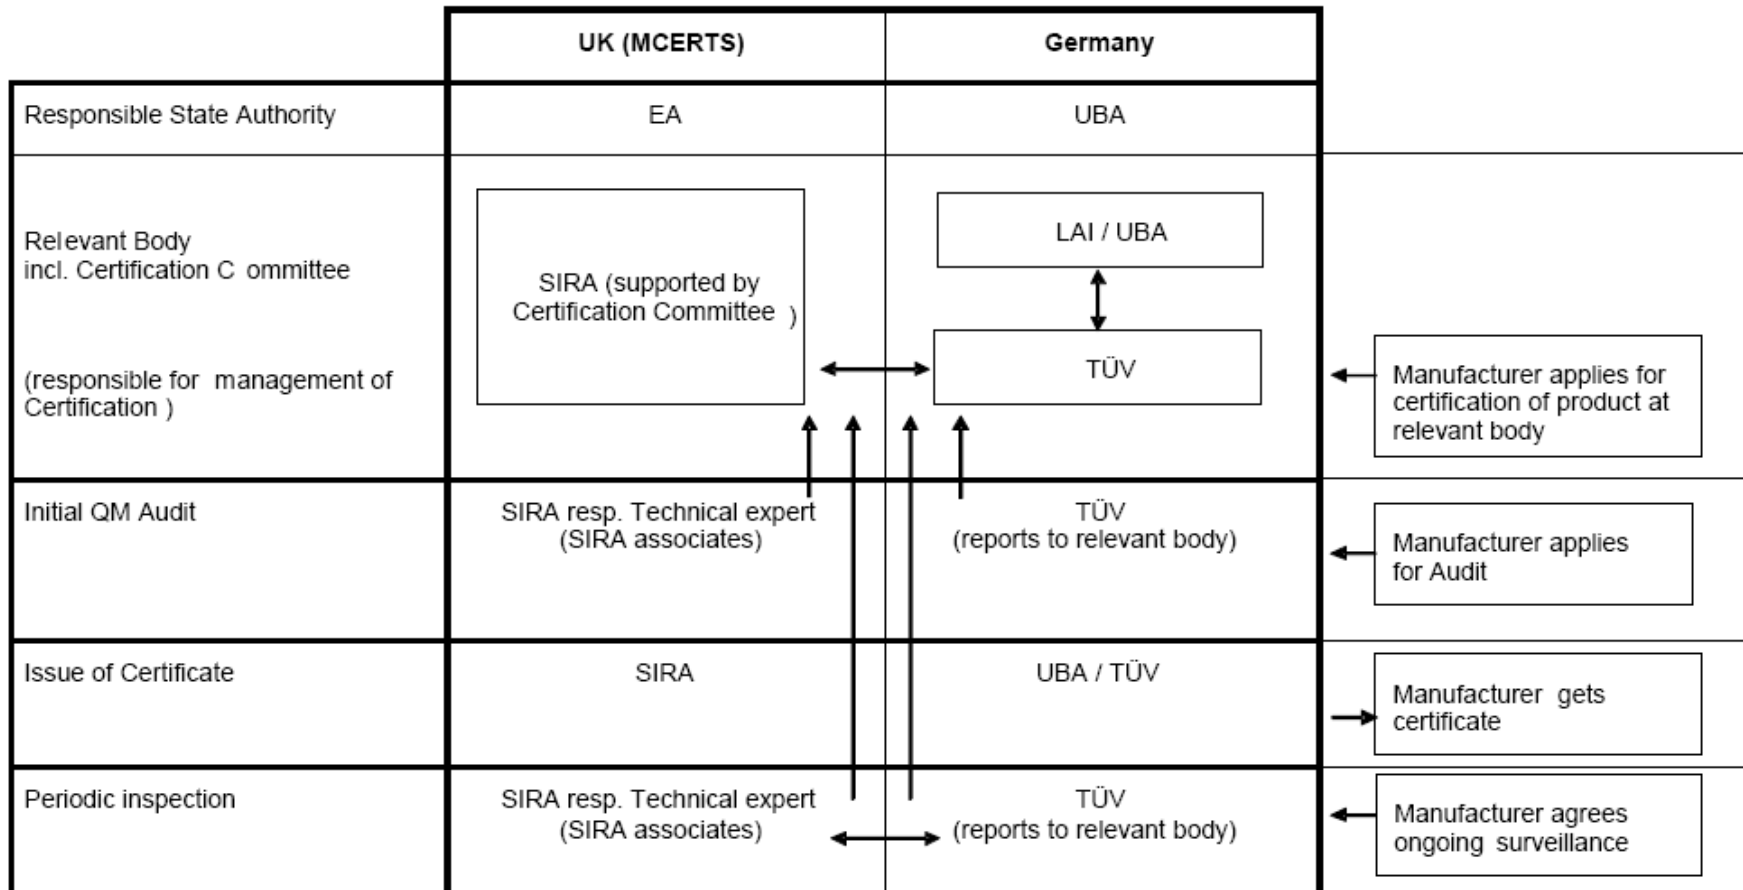 UK (MCERTS)
Germany
Responsible State Authority
EA
UBA
Relevant Body
incl. Certification C ommittee
(responsible for management of
Certification )
SIRA (supported by
Certification Committee )
LAI / UBA
TÜV
Manufacturer applies for
certification of product at
relevant body
Initial QM Audit
SIRA resp. Technical expert
(SIRA associates)
TÜV
(reports to relevant body)
Manufacturer applies
for Audit
Issue of Certificate
SIRA
UBA / TÜV
Manufacturer gets
certificate
Periodic inspection
SIRA resp. Technical expert
(SIRA associates)
TÜV
(reports to relevant body)
Manufacturer agrees
ongoing surveillance